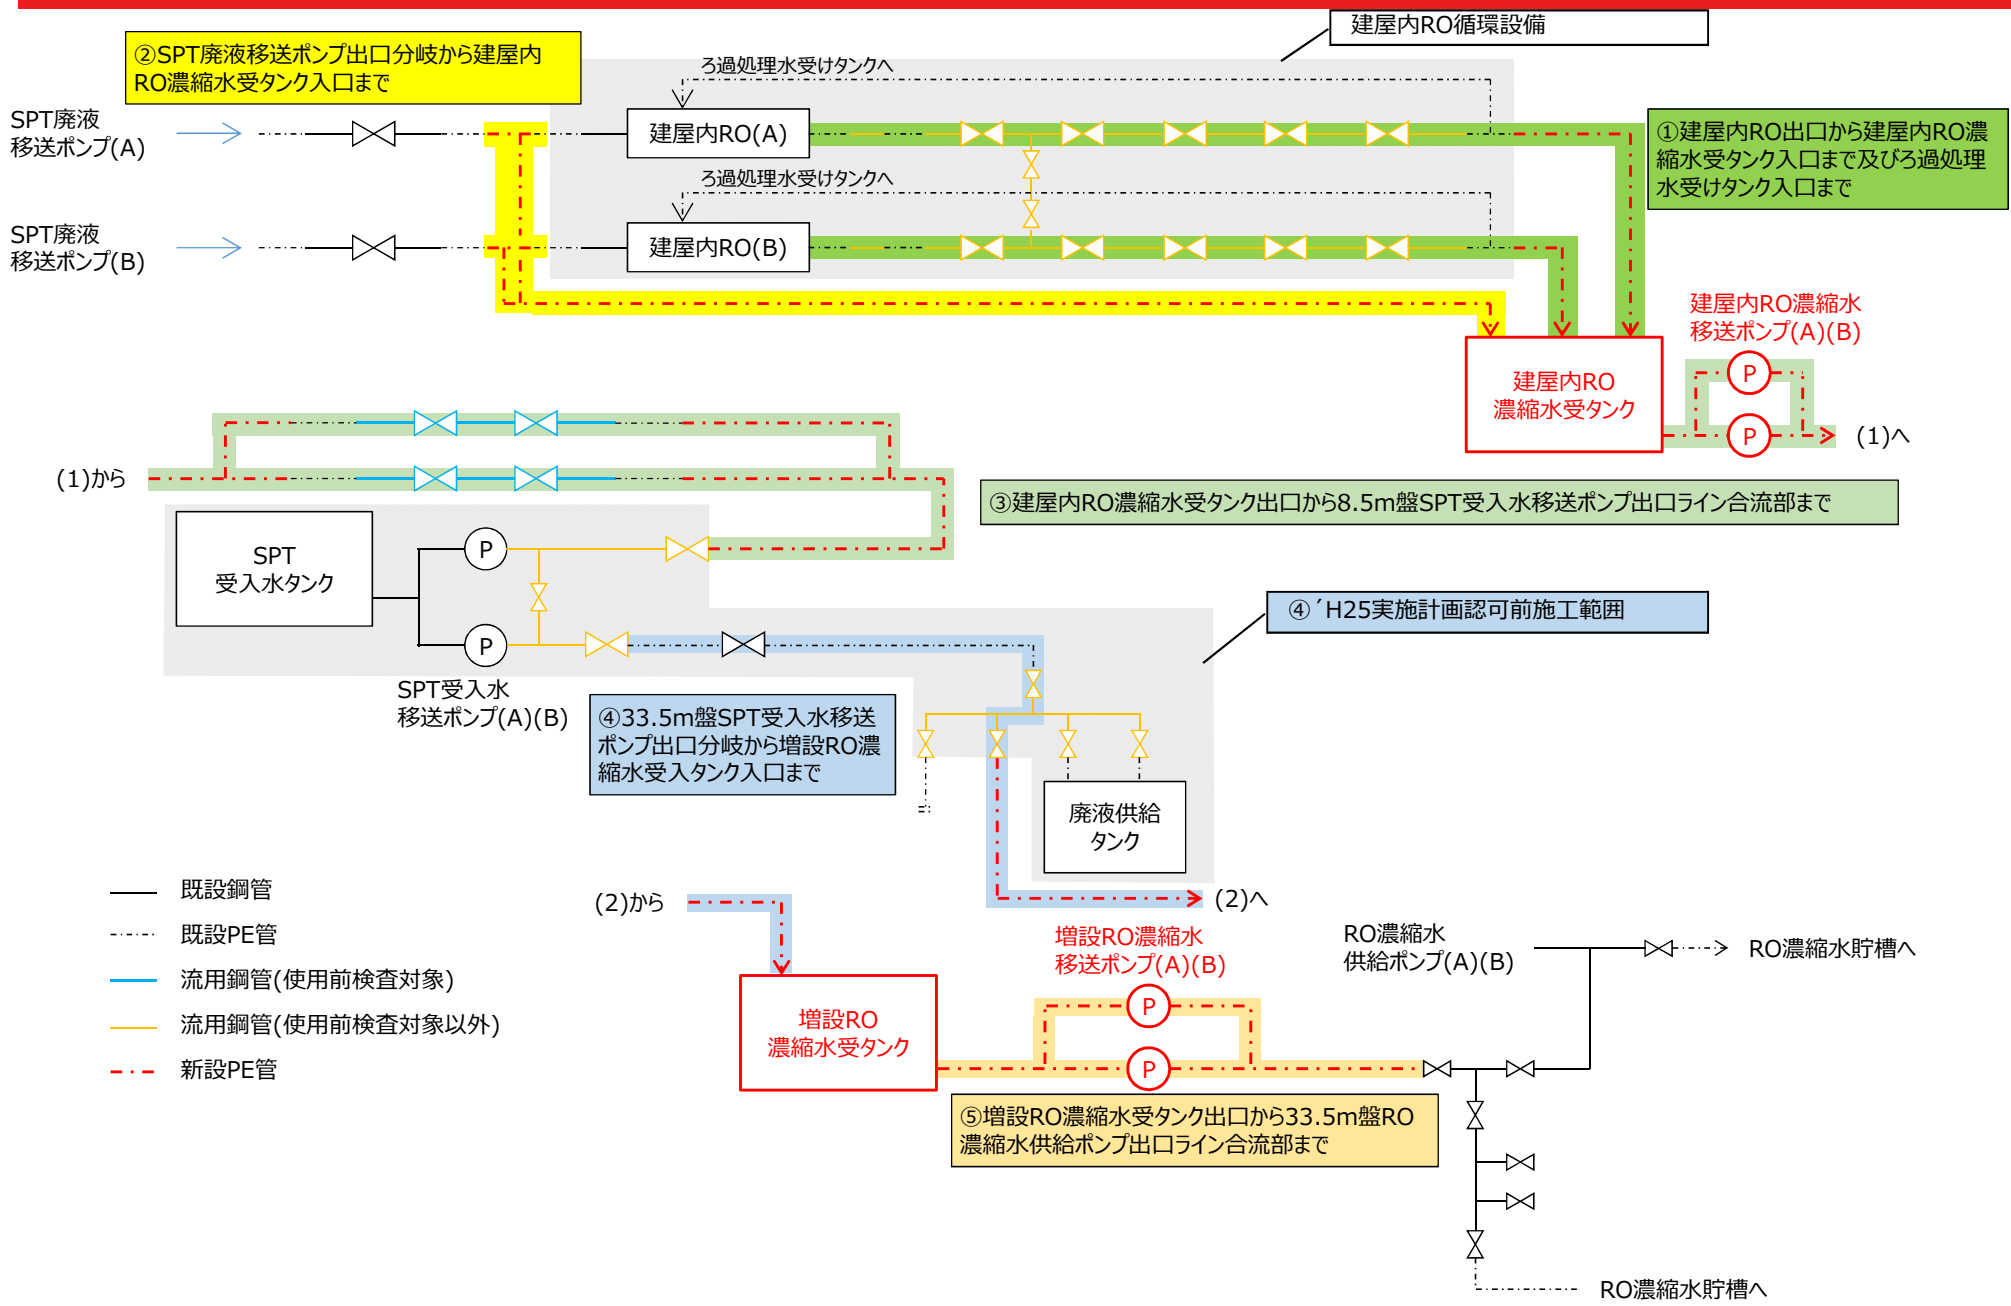 建屋内RO循環設備
②SPT廃液移送ポンプ出口分岐から建屋内
RO濃縮水受タンク入口まで
ろ過処理水受けタンクへ
SPT廃液
移送ポンプ(A)
建屋内RO(A)
①建屋内RO出口から建屋内RO濃
縮水受タンク入口まで及びろ過処理
水受けタンク入口まで
ろ過処理水受けタンクへ
SPT廃液
移送ポンプ(B)
建屋内RO(B)
建屋内RO濃縮水
移送ポンプ(A)(B)
P
建屋内RO
濃縮水受タンク
P
(1)へ
(1)から
③建屋内RO濃縮水受タンク出口から8.5m盤SPT受入水移送ポンプ出口ライン合流部まで
SPT
受入水タンク
P
P
④´H25実施計画認可前施工範囲
SPT受入水
移送ポンプ(A)(B)
④33.5m盤SPT受入水移送
ポンプ出口分岐から増設RO濃
縮水受入タンク入口まで
廃液供給
タンク
既設鋼管
既設PE管
流用鋼管(使用前検査対象)
流用鋼管(使用前検査対象以外)
新設PE管
(2)から
(2)へ
増設RO濃縮水
移送ポンプ(A)(B)
RO濃縮水
供給ポンプ(A)(B)
RO濃縮水貯槽へ
P
増設RO
濃縮水受タンク
P
⑤増設RO濃縮水受タンク出口から33.5m盤RO
濃縮水供給ポンプ出口ライン合流部まで
RO濃縮水貯槽へ